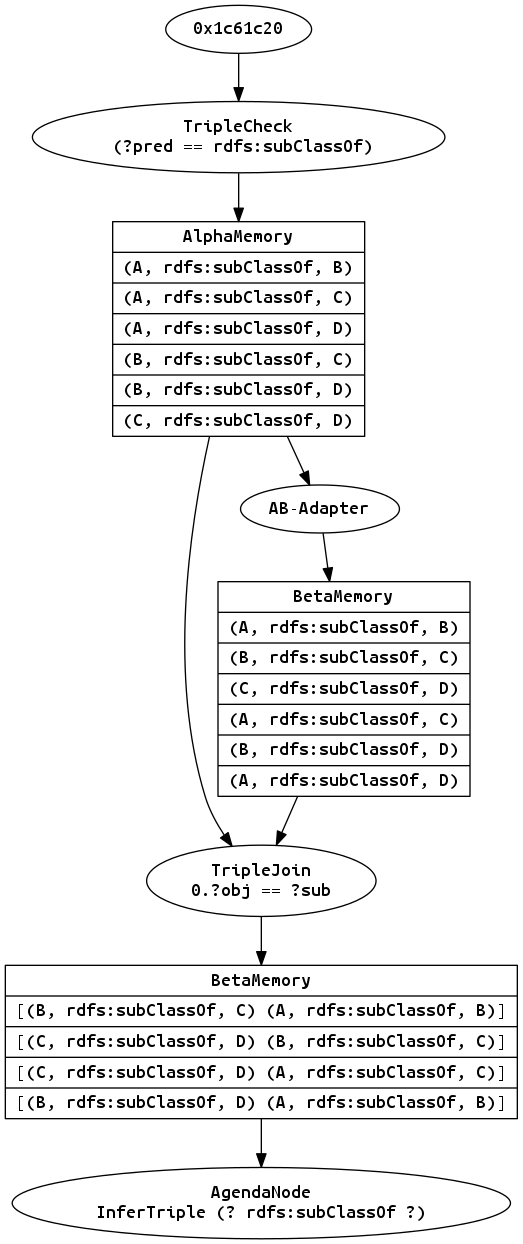 0x1c61c20
TripleCheck
(?pred == rdfs:subClassOf)
AlphaMemory
(A, rdfs:subClassOf, B)
(A, rdfs:subClassOf, C)
(A, rdfs:subClassOf, D)
(B, rdfs:subClassOf, C)
(B, rdfs:subClassOf, D)
(C, rdfs:subClassOf, D)
AB-Adapter
BetaMemory
(A, rdfs:subClassOf, B)
(B, rdfs:subClassOf, C)
(C, rdfs:subClassOf, D)
(A, rdfs:subClassOf, C)
(B, rdfs:subClassOf, D)
(A, rdfs:subClassOf, D)
TripleJoin
0.?obj == ?sub
BetaMemory
[(B, rdfs:subClassOf, C) (A, rdfs:subClassOf, B)]
[(C, rdfs:subClassOf, D) (B, rdfs:subClassOf, C)]
[(C, rdfs:subClassOf, D) (A, rdfs:subClassOf, C)]
[(B, rdfs:subClassOf, D) (A, rdfs:subClassOf, B)]
AgendaNode
InferTriple (? rdfs:subClassOf ?)